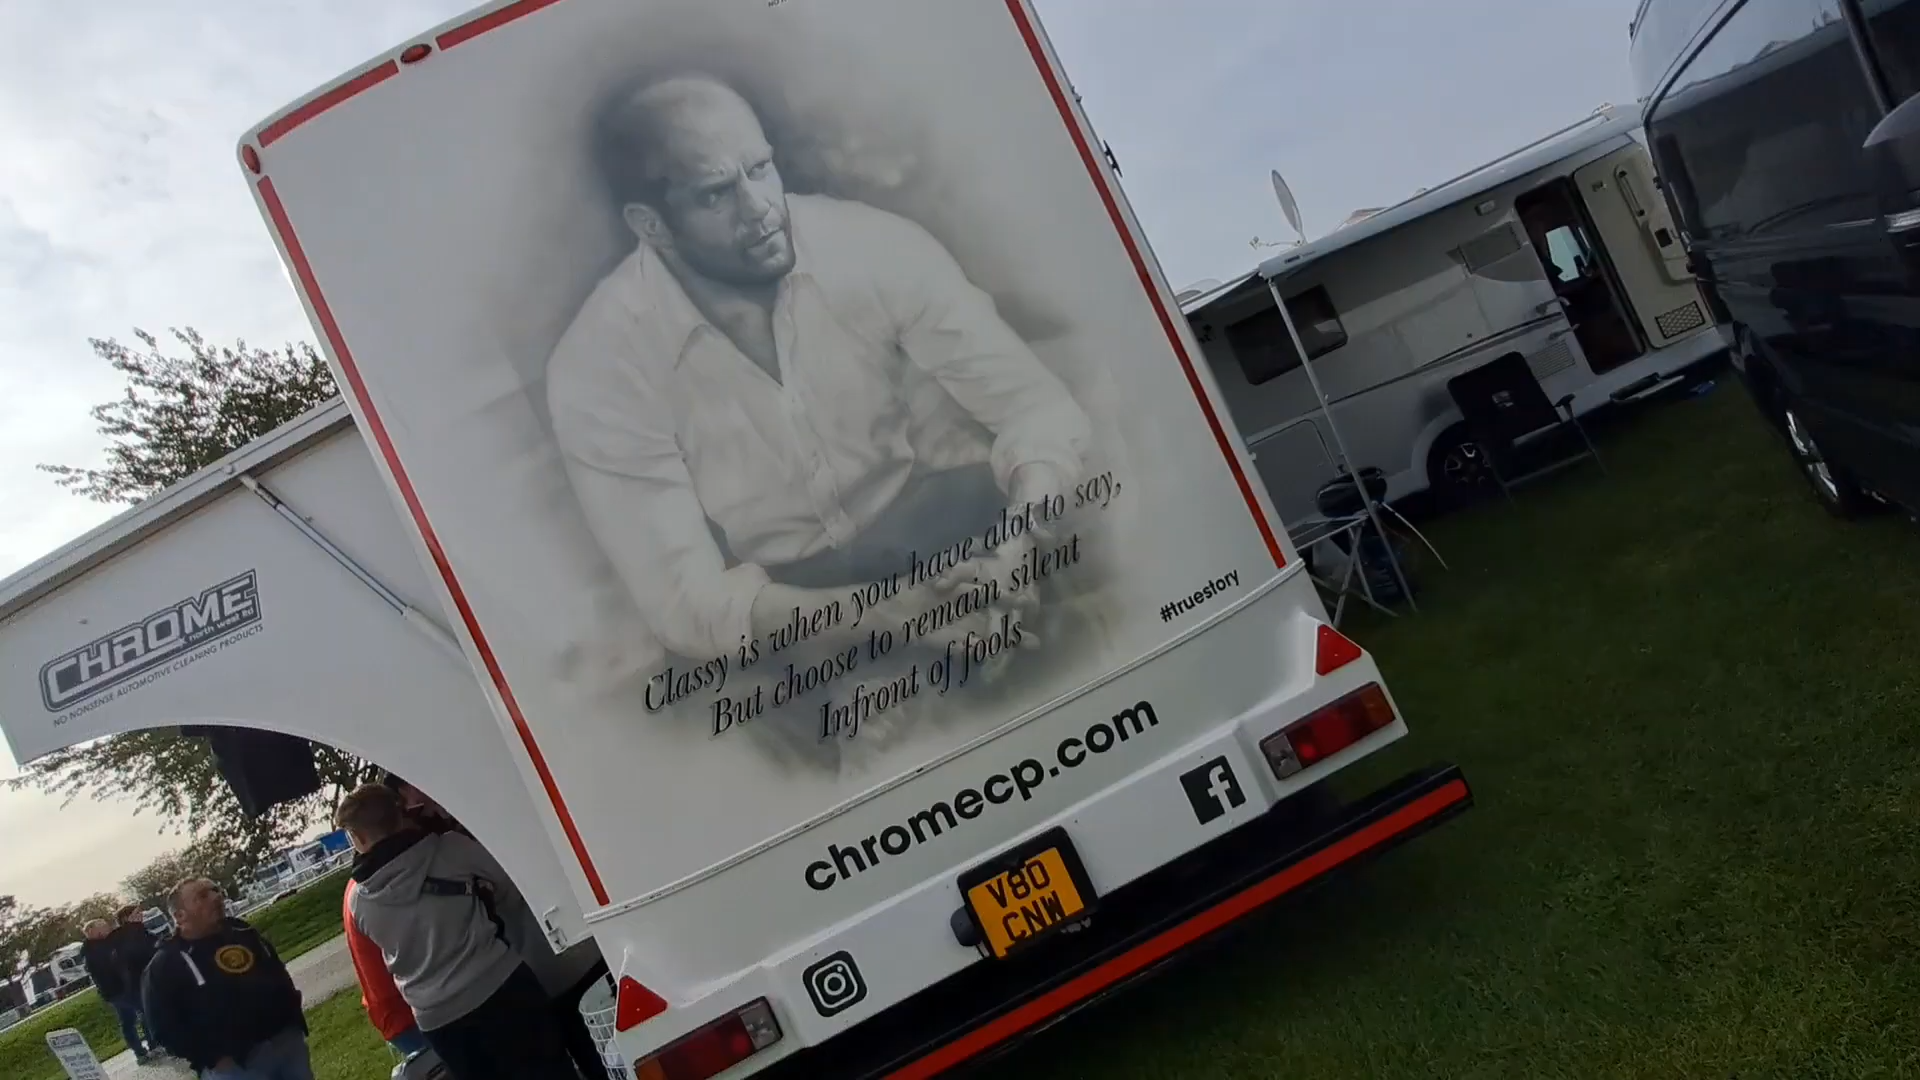 Classy is when you have alot to say,
But choose to remain silent
Infront of fools
#truestory
CHROME
north west ltd
NO NONSENSE AUTOMOTIVE CLEANING PRODUCTS
chromecp.com
V80
CNW